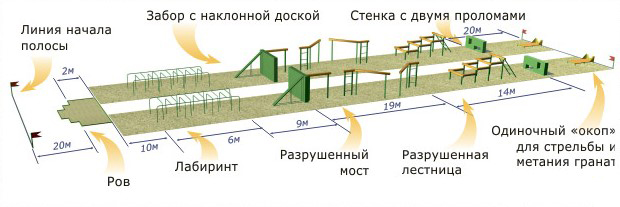 Забор с наклонной доской
Стенка с двумя проломами
Линия начала
полосы
20м
2м
20м
10м
6м
9м
19м
14м
Ров
Лабиринт
Разрушенный
мост
Разрушенная
лестница
Одиночный «окоп»
для стрельбы и
метания гранат